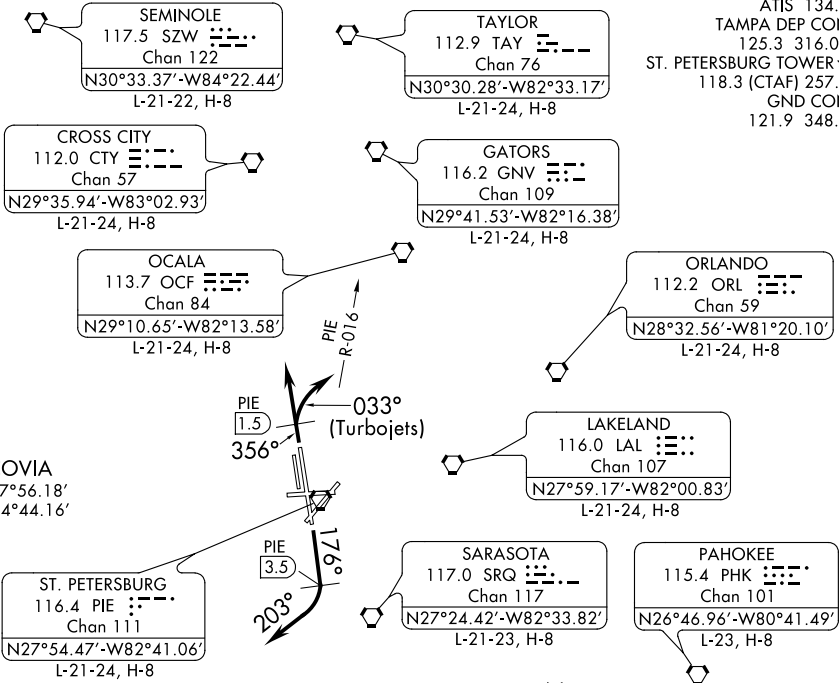 SEMINOLE
117.5 SZW
Chan 122
N30°33.37'-W84°22.44'
L-21-22, H-8
TAYLOR
112.9 TAY
Chan 76
N30°30.28'-W82°33.17'
L-21-24, H-8
ATIS 134.
TAMPA DEP CO
125.3 316.0
ST. PETERSBURG TOWER
118.3 (CTAF) 257.
GND CO
121.9 348.
CROSS CITY
112.0 CTY
Chan 57
N29°35.94'-W83°02.93'
L-21-24, H-8
GATORS
116.2 GNV
Chan 109
N29°41.53'-W82°16.38'
L-21-24, H-8
OCALA
113.7 OCF
Chan 84
N29°10.65'-W82°13.58'
L-21-24, H-8
ORLANDO
112.2 ORL
Chan 59
N28°32.56'-W81°20.10'
L-21-24, H-8
PIE
R-016
PIE
1.5
033°
(Turbojets)
356°
LAKELAND
116.0 LAL
Chan 107
N27°59.17'-W82°00.83'
L-21-24, H-8
OVIA
7°56.18'
4°44.16'
176°
PIE
3.5
203°
ST. PETERSBURG
116.4 PIE
Chan 111
N27°54.47'-W82°41.06'
L-21-24, H-8
SARASOTA
117.0 SRQ
Chan 117
N27°24.42'-W82°33.82'
L-21-23, H-8
PAHOKEE
115.4 PHK
Chan 101
N26°46.96'-W80°41.49'
L-23, H-8